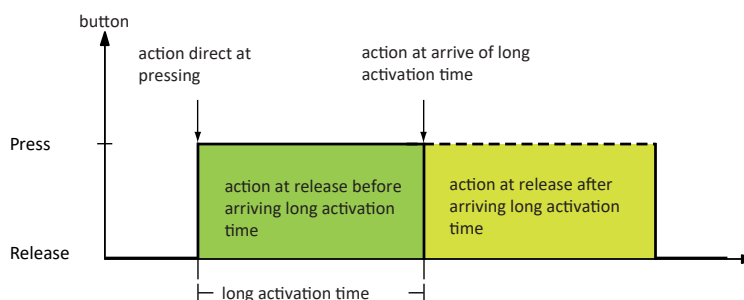 button
action direct at
pressing
action at arrive of long
activation time
Press
action at release before
arriving long activation
time
action at release after
arriving long activation
time
Release
long activation time